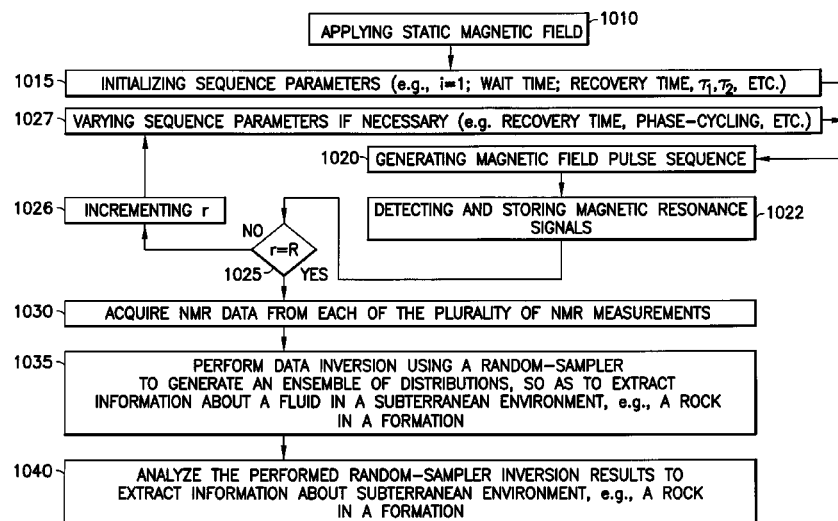 1010
APPLYING STATIC MAGNETIC FIELD
1015
INITIALIZING SEQUENCE PARAMETERS (e.g., i=1; WAIT TIME; RECOVERY TIME, τ1,τ2, ETC.)
1027
VARYING SEQUENCE PARAMETERS IF NECESSARY (e.g. RECOVERY TIME, PHASE-CYCLING, ETC.)
1020
GENERATING MAGNETIC FIELD PULSE SEQUENCE
1026
INCREMENTING r
DETECTING AND STORING MAGNETIC RESONANCE
SIGNALS
1022
NO
r=R
1025
YES
1030
ACQUIRE NMR DATA FROM EACH OF THE PLURALITY OF NMR MEASUREMENTS
1035
PERFORM DATA INVERSION USING A RANDOM-SAMPLER
TO GENERATE AN ENSEMBLE OF DISTRIBUTIONS, SO AS TO EXTRACT
INFORMATION ABOUT A FLUID IN A SUBTERRANEAN ENVIRONMENT, e.g., A ROCK
IN A FORMATION
1040
ANALYZE THE PERFORMED RANDOM-SAMPLER INVERSION RESULTS TO
EXTRACT INFORMATION ABOUT SUBTERRANEAN ENVIRONMENT, e.g., A ROCK
IN A FORMATION